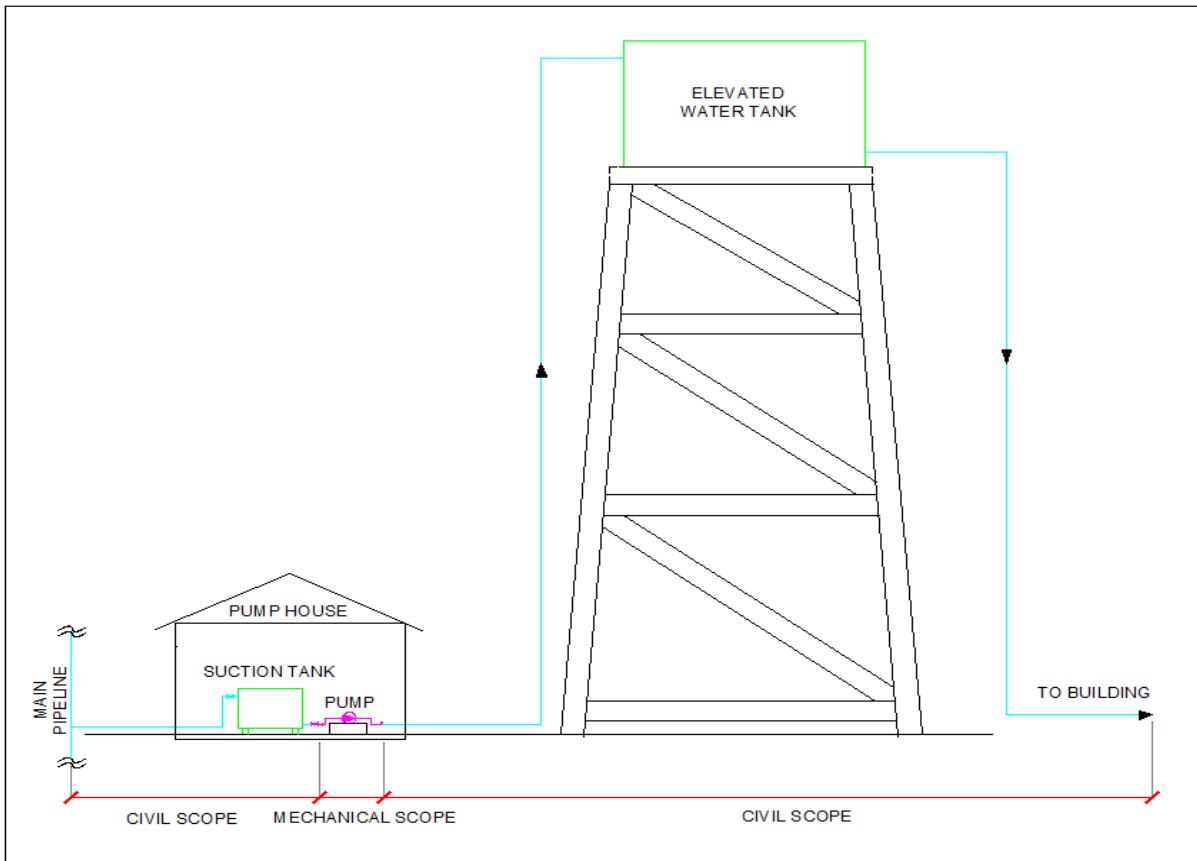 ELEVATED
WATER TANK
PUMP HOUSE
SUCTION TANK
PUMP
MAIN
PIPELINE
TO BUILDING
CIVIL SCOPE
MECHANICAL SCOPE
CIVIL SCOPE